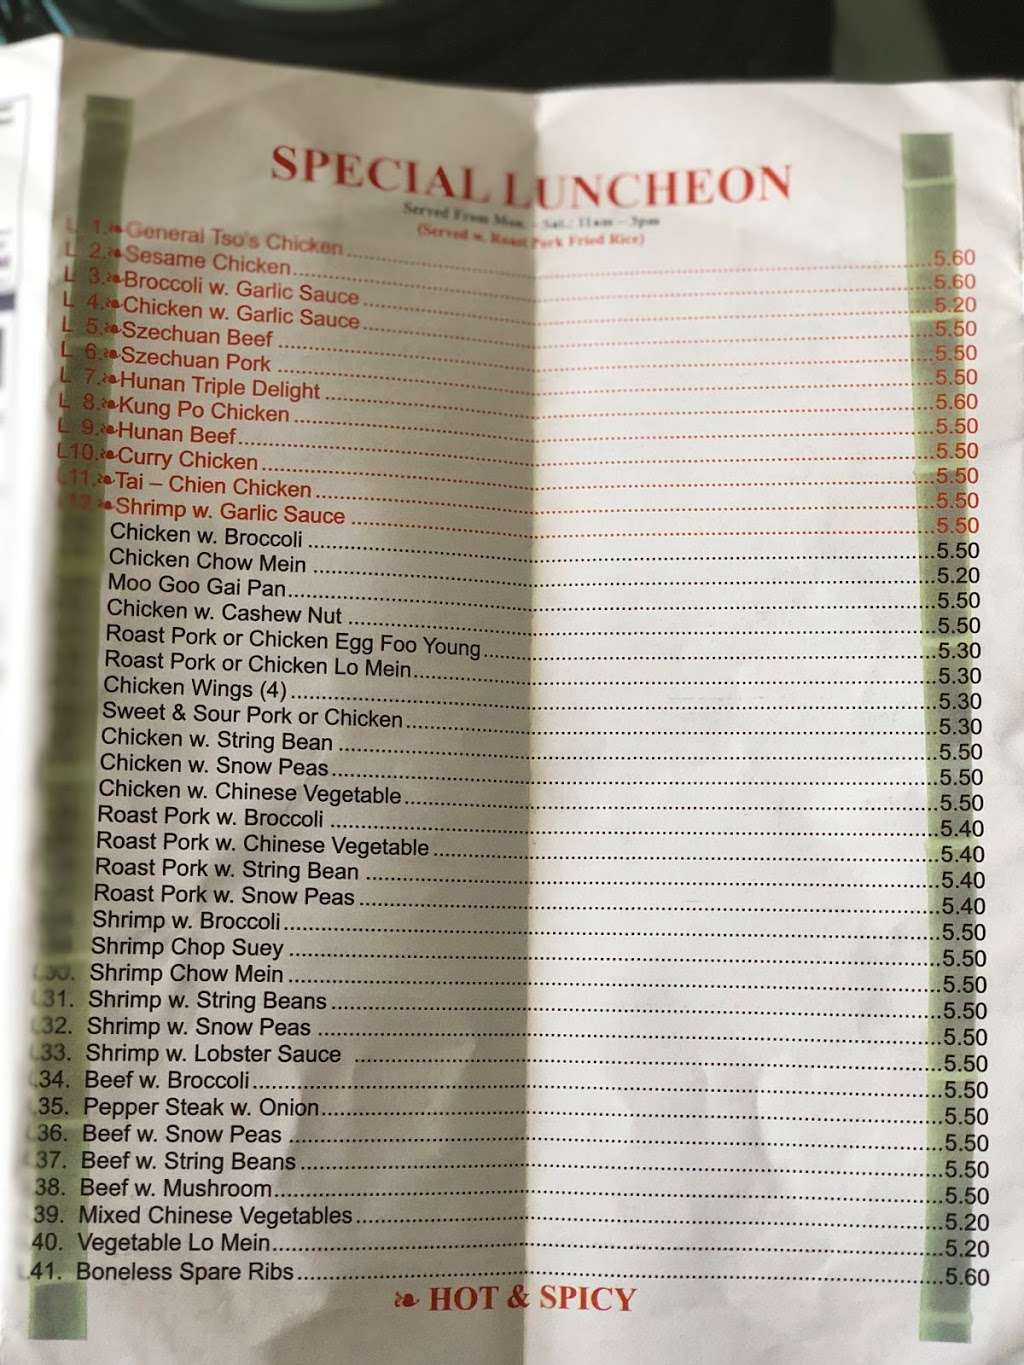 SPECIAL LUNCHEON
Served From Mon. - Sat.: 11am - 3pm
(Served w. Roast Pork Fried Rice)
L 1. General Tso's Chicken 5.60
L 2. Sesame Chicken 5.60
L 3. Broccoli w. Garlic Sauce 5.20
L 4. Chicken w. Garlic Sauce 5.50
L 5. Szechuan Beef 5.50
L 6. Szechuan Pork 5.50
L 7. Hunan Triple Delight 5.60
L 8. Kung Po Chicken 5.50
L 9. Hunan Beef 5.50
L10. Curry Chicken 5.50
L11. Tai – Chien Chicken 5.50
L12. Shrimp w. Garlic Sauce 5.50
Chicken w. Broccoli 5.50
Chicken Chow Mein 5.20
Moo Goo Gai Pan 5.50
Chicken w. Cashew Nut 5.50
Roast Pork or Chicken Egg Foo Young 5.30
Roast Pork or Chicken Lo Mein 5.30
Chicken Wings (4) 5.30
Sweet & Sour Pork or Chicken 5.30
Chicken w. String Bean 5.50
Chicken w. Snow Peas 5.50
Chicken w. Chinese Vegetable 5.50
Roast Pork w. Broccoli 5.40
Roast Pork w. Chinese Vegetable 5.40
Roast Pork w. String Bean 5.40
Roast Pork w. Snow Peas 5.40
Shrimp w. Broccoli 5.50
Shrimp Chop Suey 5.50
L30. Shrimp Chow Mein 5.50
L31. Shrimp w. String Beans 5.50
L32. Shrimp w. Snow Peas 5.50
L33. Shrimp w. Lobster Sauce 5.50
L34. Beef w. Broccoli 5.50
L35. Pepper Steak w. Onion 5.50
L36. Beef w. Snow Peas 5.50
L37. Beef w. String Beans 5.50
38. Beef w. Mushroom 5.50
39. Mixed Chinese Vegetables 5.20
40. Vegetable Lo Mein 5.20
L41. Boneless Spare Ribs 5.60
HOT & SPICY